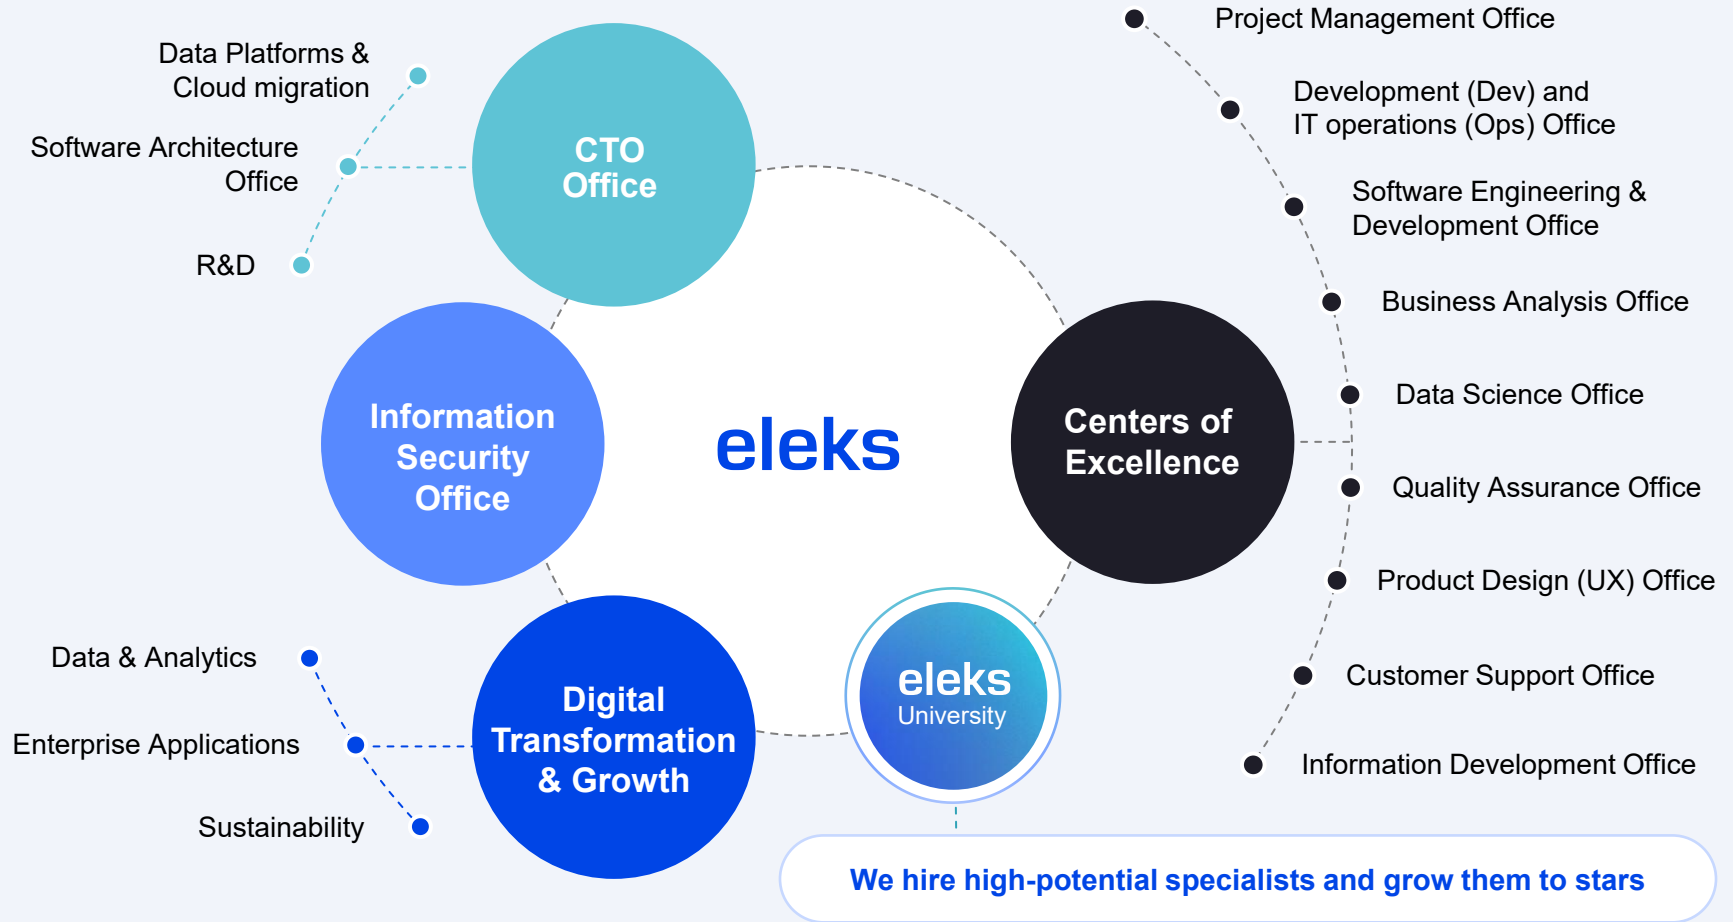 Data Platforms &
Cloud migration
Software Architecture
Office
R&D
CTO
Office
Information
Security
Office
Data & Analytics
Enterprise Applications
Sustainability
Digital
Transformation
& Growth
eleks
eleks
University
We hire high-potential specialists and grow them to stars
Centers of
Excellence
Project Management Office
Development (Dev) and
IT operations (Ops) Office
Software Engineering &
Development Office
Business Analysis Office
Data Science Office
Quality Assurance Office
Product Design (UX) Office
Customer Support Office
Information Development Office